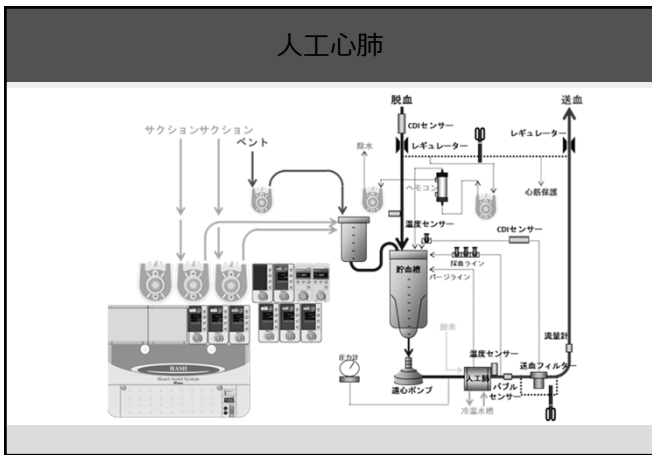 人工心肺
脱血
送血
CDIセンサー
サクション
サクション
ベント
除水
レギュレーター
レギュレーター
ヘモコン
心筋保護
温度センサー
CDIセンサー
採血ライン
貯血槽
パージライン
酸素
流量計
圧力計
温度センサー
送血フィルター
人工肺
遠心ポンプ
バブル
センサー
冷温水槽
HASII
Heart Assist System